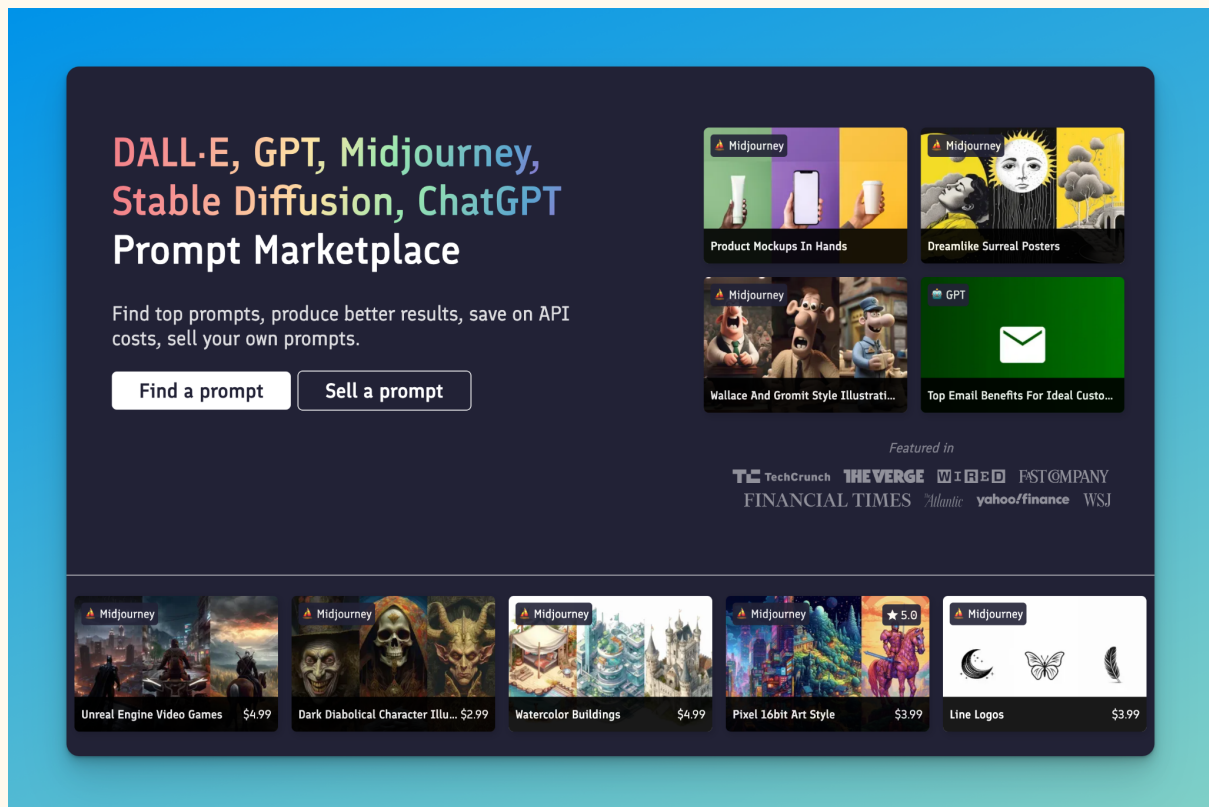 DALL·E, GPT, Midjourney,
Stable Diffusion, ChatGPT
Prompt Marketplace
Find top prompts, produce better results, save on API
costs, sell your own prompts.
Find a prompt
Sell a prompt
Midjourney
Product Mockups In Hands
Midjourney
Dreamlike Surreal Posters
Midjourney
Wallace And Gromit Style Illustrati...
GPT
Top Email Benefits For Ideal Custo...
Featured in
TC TechCrunch THE VERGE WIRED FAST COMPANY
FINANCIAL TIMES The Atlantic yahoo!finance WSJ
Midjourney
Unreal Engine Video Games $4.99
Midjourney
Dark Diabolical Character Illu... $2.99
Midjourney
Watercolor Buildings $4.99
Midjourney
5.0
Pixel 16bit Art Style $3.99
Midjourney
Line Logos $3.99